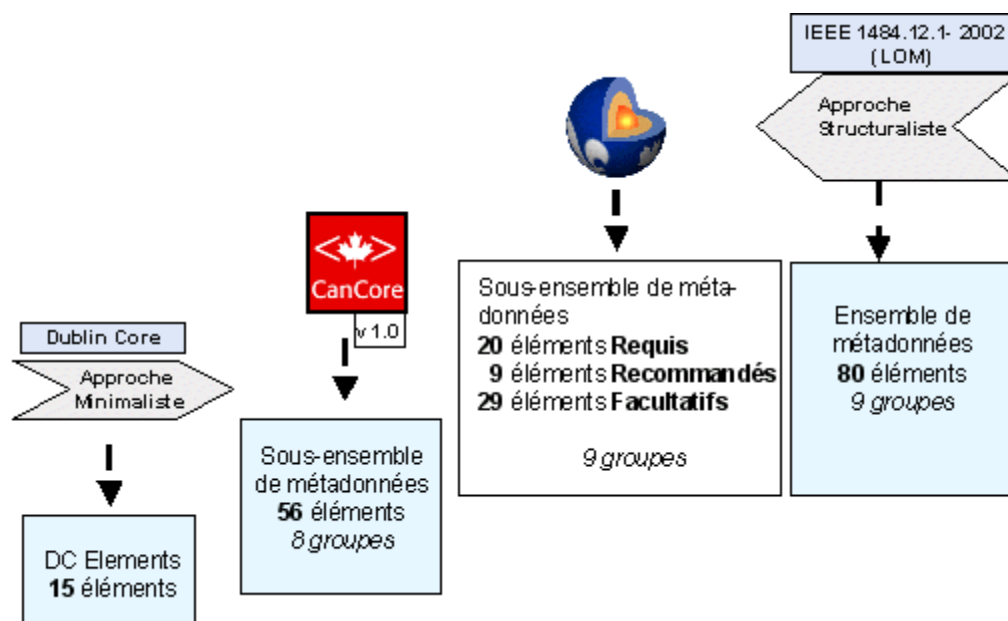 Dublin Core
Approche
Minimaliste
DC Elements
15 éléments
<>
CanCore
v 1.0
Sous-ensemble
de métadonnées
56 éléments
8 groupes
Sous-ensemble de méta-
données
20 éléments Requis
9 éléments Recommandés
29 éléments Facultatifs
9 groupes
IEEE 1484.12.1- 2002
(LOM)
Approche
Structuraliste
Ensemble de
métadonnées
80 éléments
9 groupes